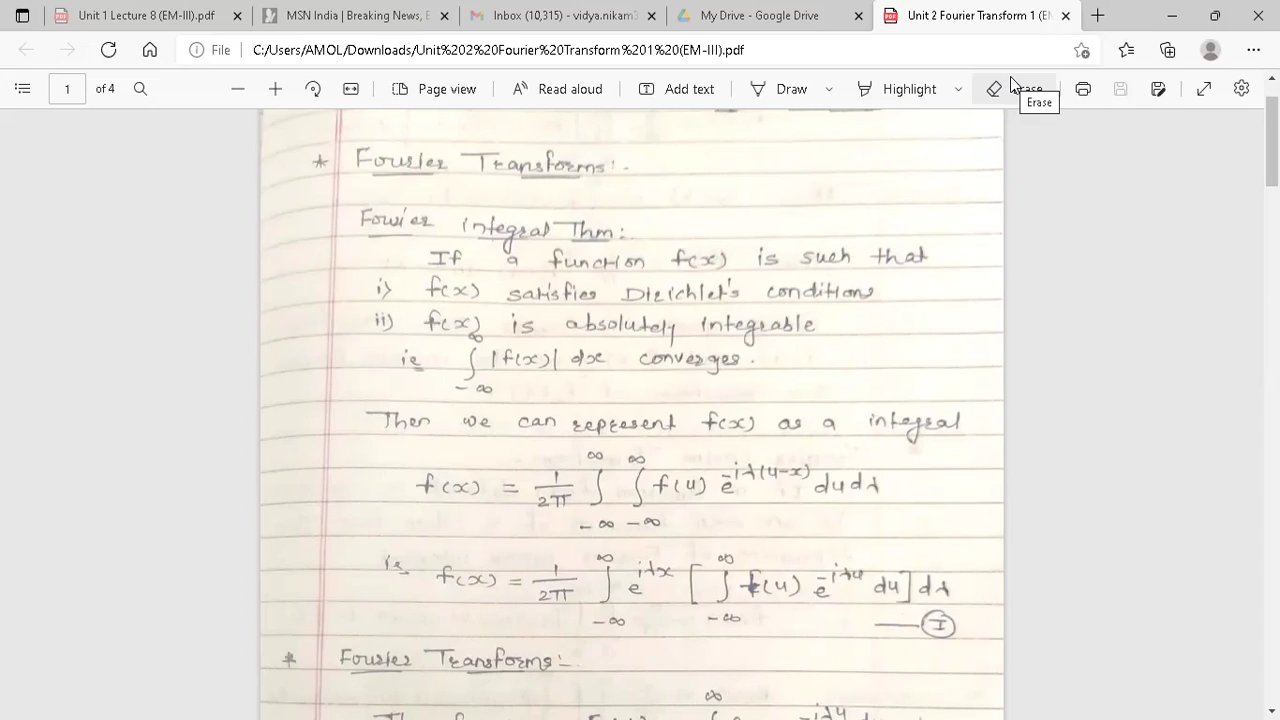 Unit 1 Lecture 8 (EM-III).pdf
MSN India | Breaking News, E
Inbox (10,315) - vidya.nikam3
My Drive - Google Drive
Unit 2 Fourier Transform 1 (EM
File
C:/Users/AMOL/Downloads/Unit%202%20Fourier%20Transform%201%20(EM-III).pdf
1 of 4
Page view
Read aloud
Add text
Draw
Highlight
Erase
* Fourier Transforms:-
Fourier integral Thm:
If a function f(x) is such that
i) f(x) satisfies Dirichlet's conditions
ii) f(x) is absolutely integrable
ie ∫_{-∞}^{∞} |f(x)| dx converges.
Then we can represent f(x) as a integral
f(x) = 1/2π ∫_{-∞}^{∞} ∫_{-∞}^{∞} f(u) e^{-iλ(u-x)} du dλ
ie f(x) = 1/2π ∫_{-∞}^{∞} e^{iλx} [ ∫_{-∞}^{∞} f(u) e^{-iλu} du ] dλ
— I
* Fourier Transforms:-